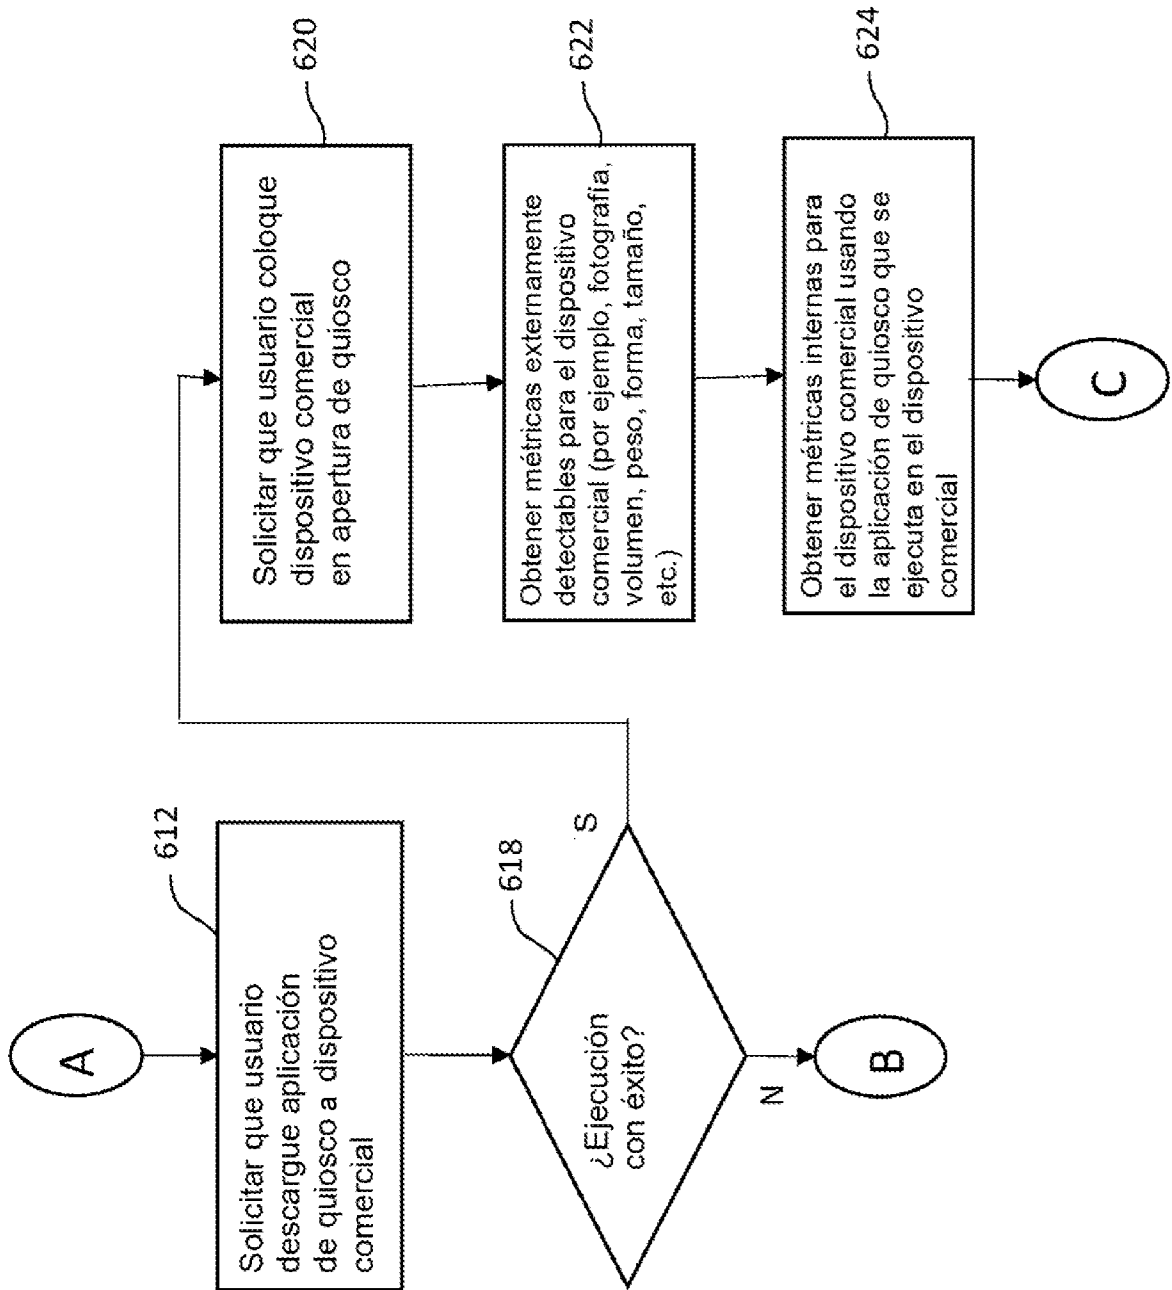 A
612
Solicitar que usuario
descargue aplicación
de quiosco a dispositivo
comercial
618
¿Ejecución
con éxito?
S
N
B
620
Solicitar que usuario coloque
dispositivo comercial
en apertura de quiosco
622
Obtener métricas externamente
detectables para el dispositivo
comercial (por ejemplo, fotografía,
volumen, peso, forma, tamaño,
etc.)
624
Obtener métricas internas para
el dispositivo comercial usando
la aplicación de quiosco que se
ejecuta en el dispositivo
comercial
C